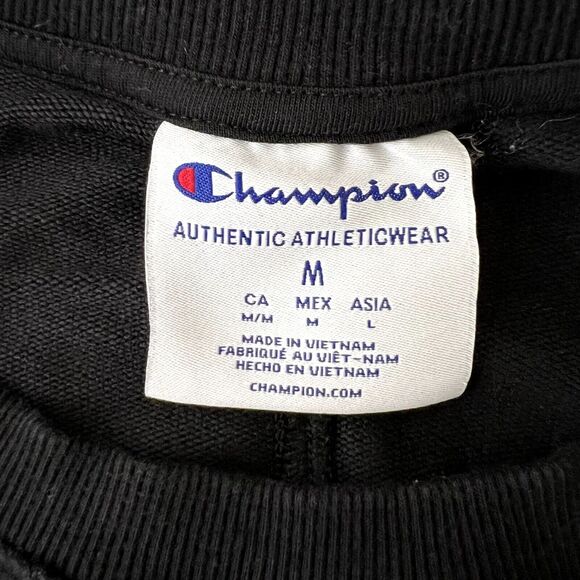 Champion®
AUTHENTIC ATHLETICWEAR
M
CA MEX ASIA
M/M M L
MADE IN VIETNAM
FABRIQUÉ AU VIÊT-NAM
HECHO EN VIETNAM
CHAMPION.COM